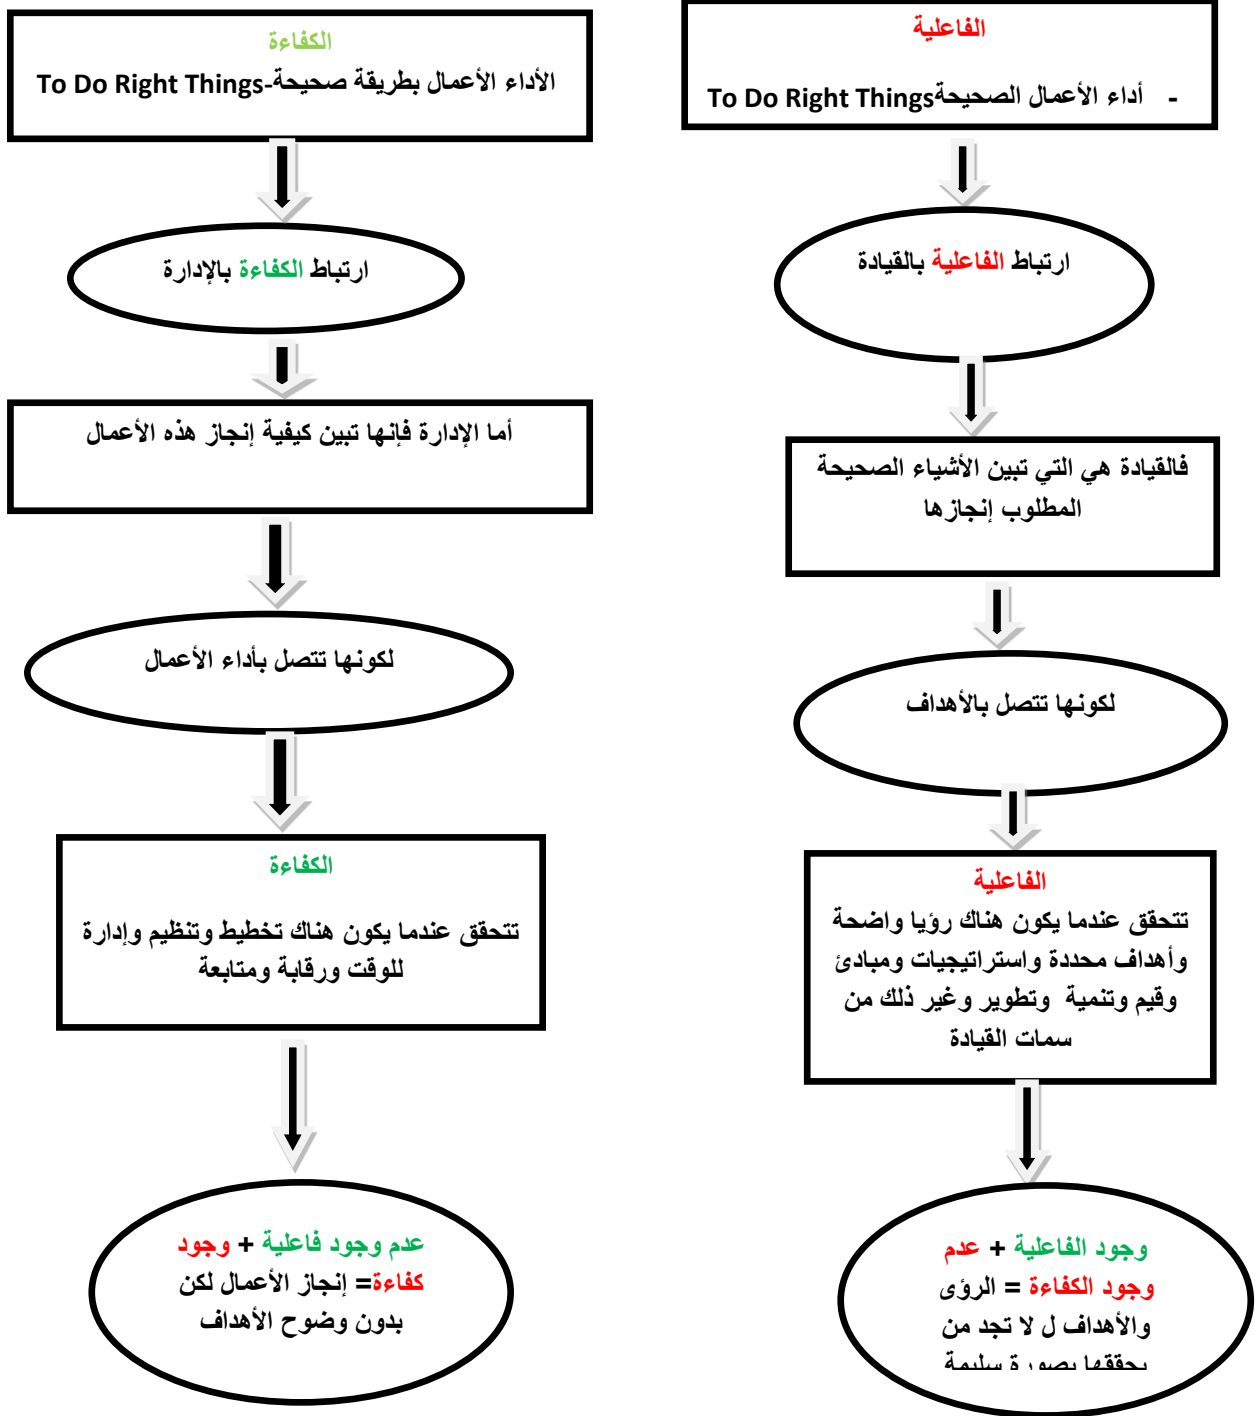 الفاعلية
- أداء الأعمال الصحيحةTo Do Right Things
ارتباط الفاعلية بالقيادة
فالقيادة هي التي تبين الأشياء الصحيحة
المطلوب إنجازها
لكونها تتصل بالأهداف
الفاعلية
تتحقق عندما يكون هناك رؤيا واضحة
وأهداف محددة واستراتيجيات ومبادئ
وقيم وتنمية وتطوير وغير ذلك من
سمات القيادة
وجود الفاعلية + عدم
وجود الكفاءة = الرؤى
والأهداف ل لا تجد من
يحققها بصورة سليمة
الكفاءة
الأداء الأعمال بطريقة صحيحة-To Do Right Things
ارتباط الكفاءة بالإدارة
أما الإدارة فإنها تبين كيفية إنجاز هذه الأعمال
لكونها تتصل بأداء الأعمال
الكفاءة
تتحقق عندما يكون هناك تخطيط وتنظيم وإدارة
للوقت ورقابة ومتابعة
عدم وجود فاعلية + وجود
كفاءة= إنجاز الأعمال لكن
بدون وضوح الأهداف